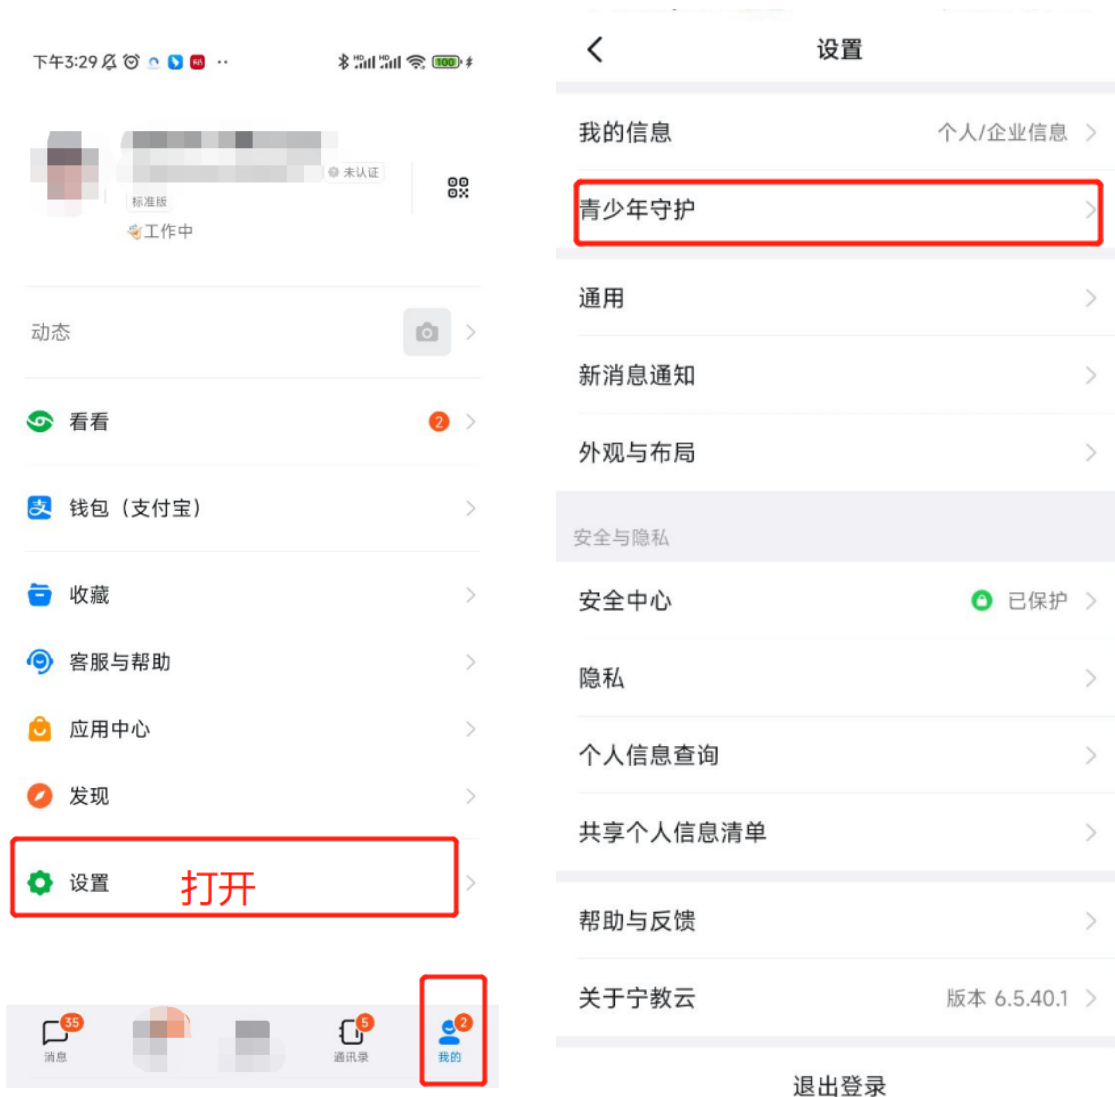 下午3:29
HD
HD
100
未认证
标准版
工作中
动态
看看
2
钱包（支付宝）
收藏
客服与帮助
应用中心
发现
设置
打开
35
消息
5
通讯录
2
我的
设置
我的信息
个人/企业信息
青少年守护
通用
新消息通知
外观与布局
安全与隐私
安全中心
已保护
隐私
个人信息查询
共享个人信息清单
帮助与反馈
关于宁教云
版本 6.5.40.1
退出登录